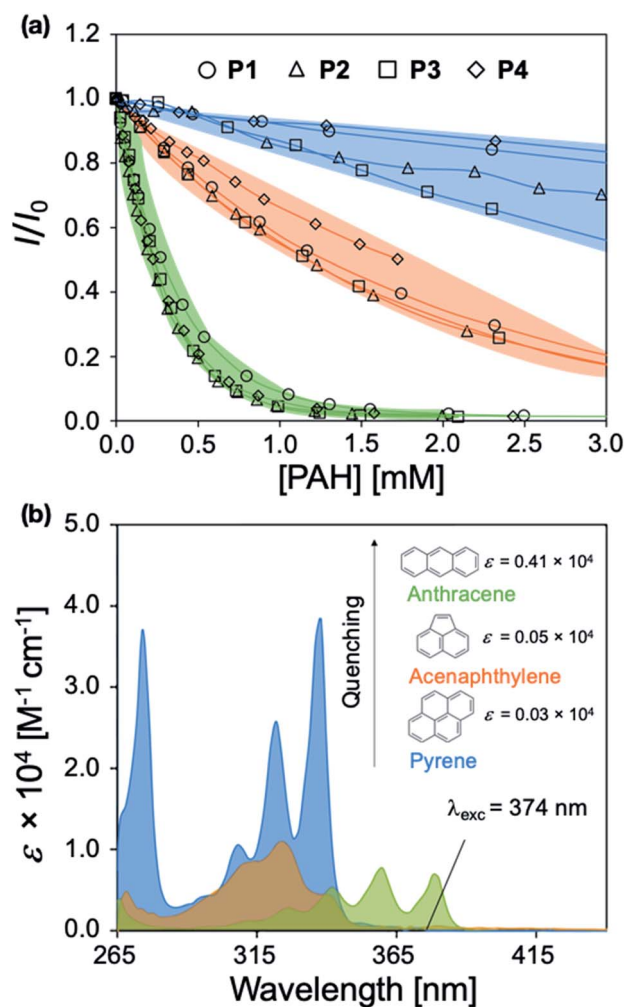 (a)
1.2
1.0
0.8
0.6
0.4
0.2
0.0
I/I₀
P1 P2 P3 P4
0.0 0.5 1.0 1.5 2.0 2.5 3.0
[PAH] [mM]
(b)
5.0
4.0
3.0
2.0
1.0
0.0
ε × 10⁴ [M⁻¹ cm⁻¹]
Quenching
ε = 0.41 × 10⁴
Anthracene
ε = 0.05 × 10⁴
Acenaphthylene
ε = 0.03 × 10⁴
Pyrene
λexc = 374 nm
265 315 365 415
Wavelength [nm]